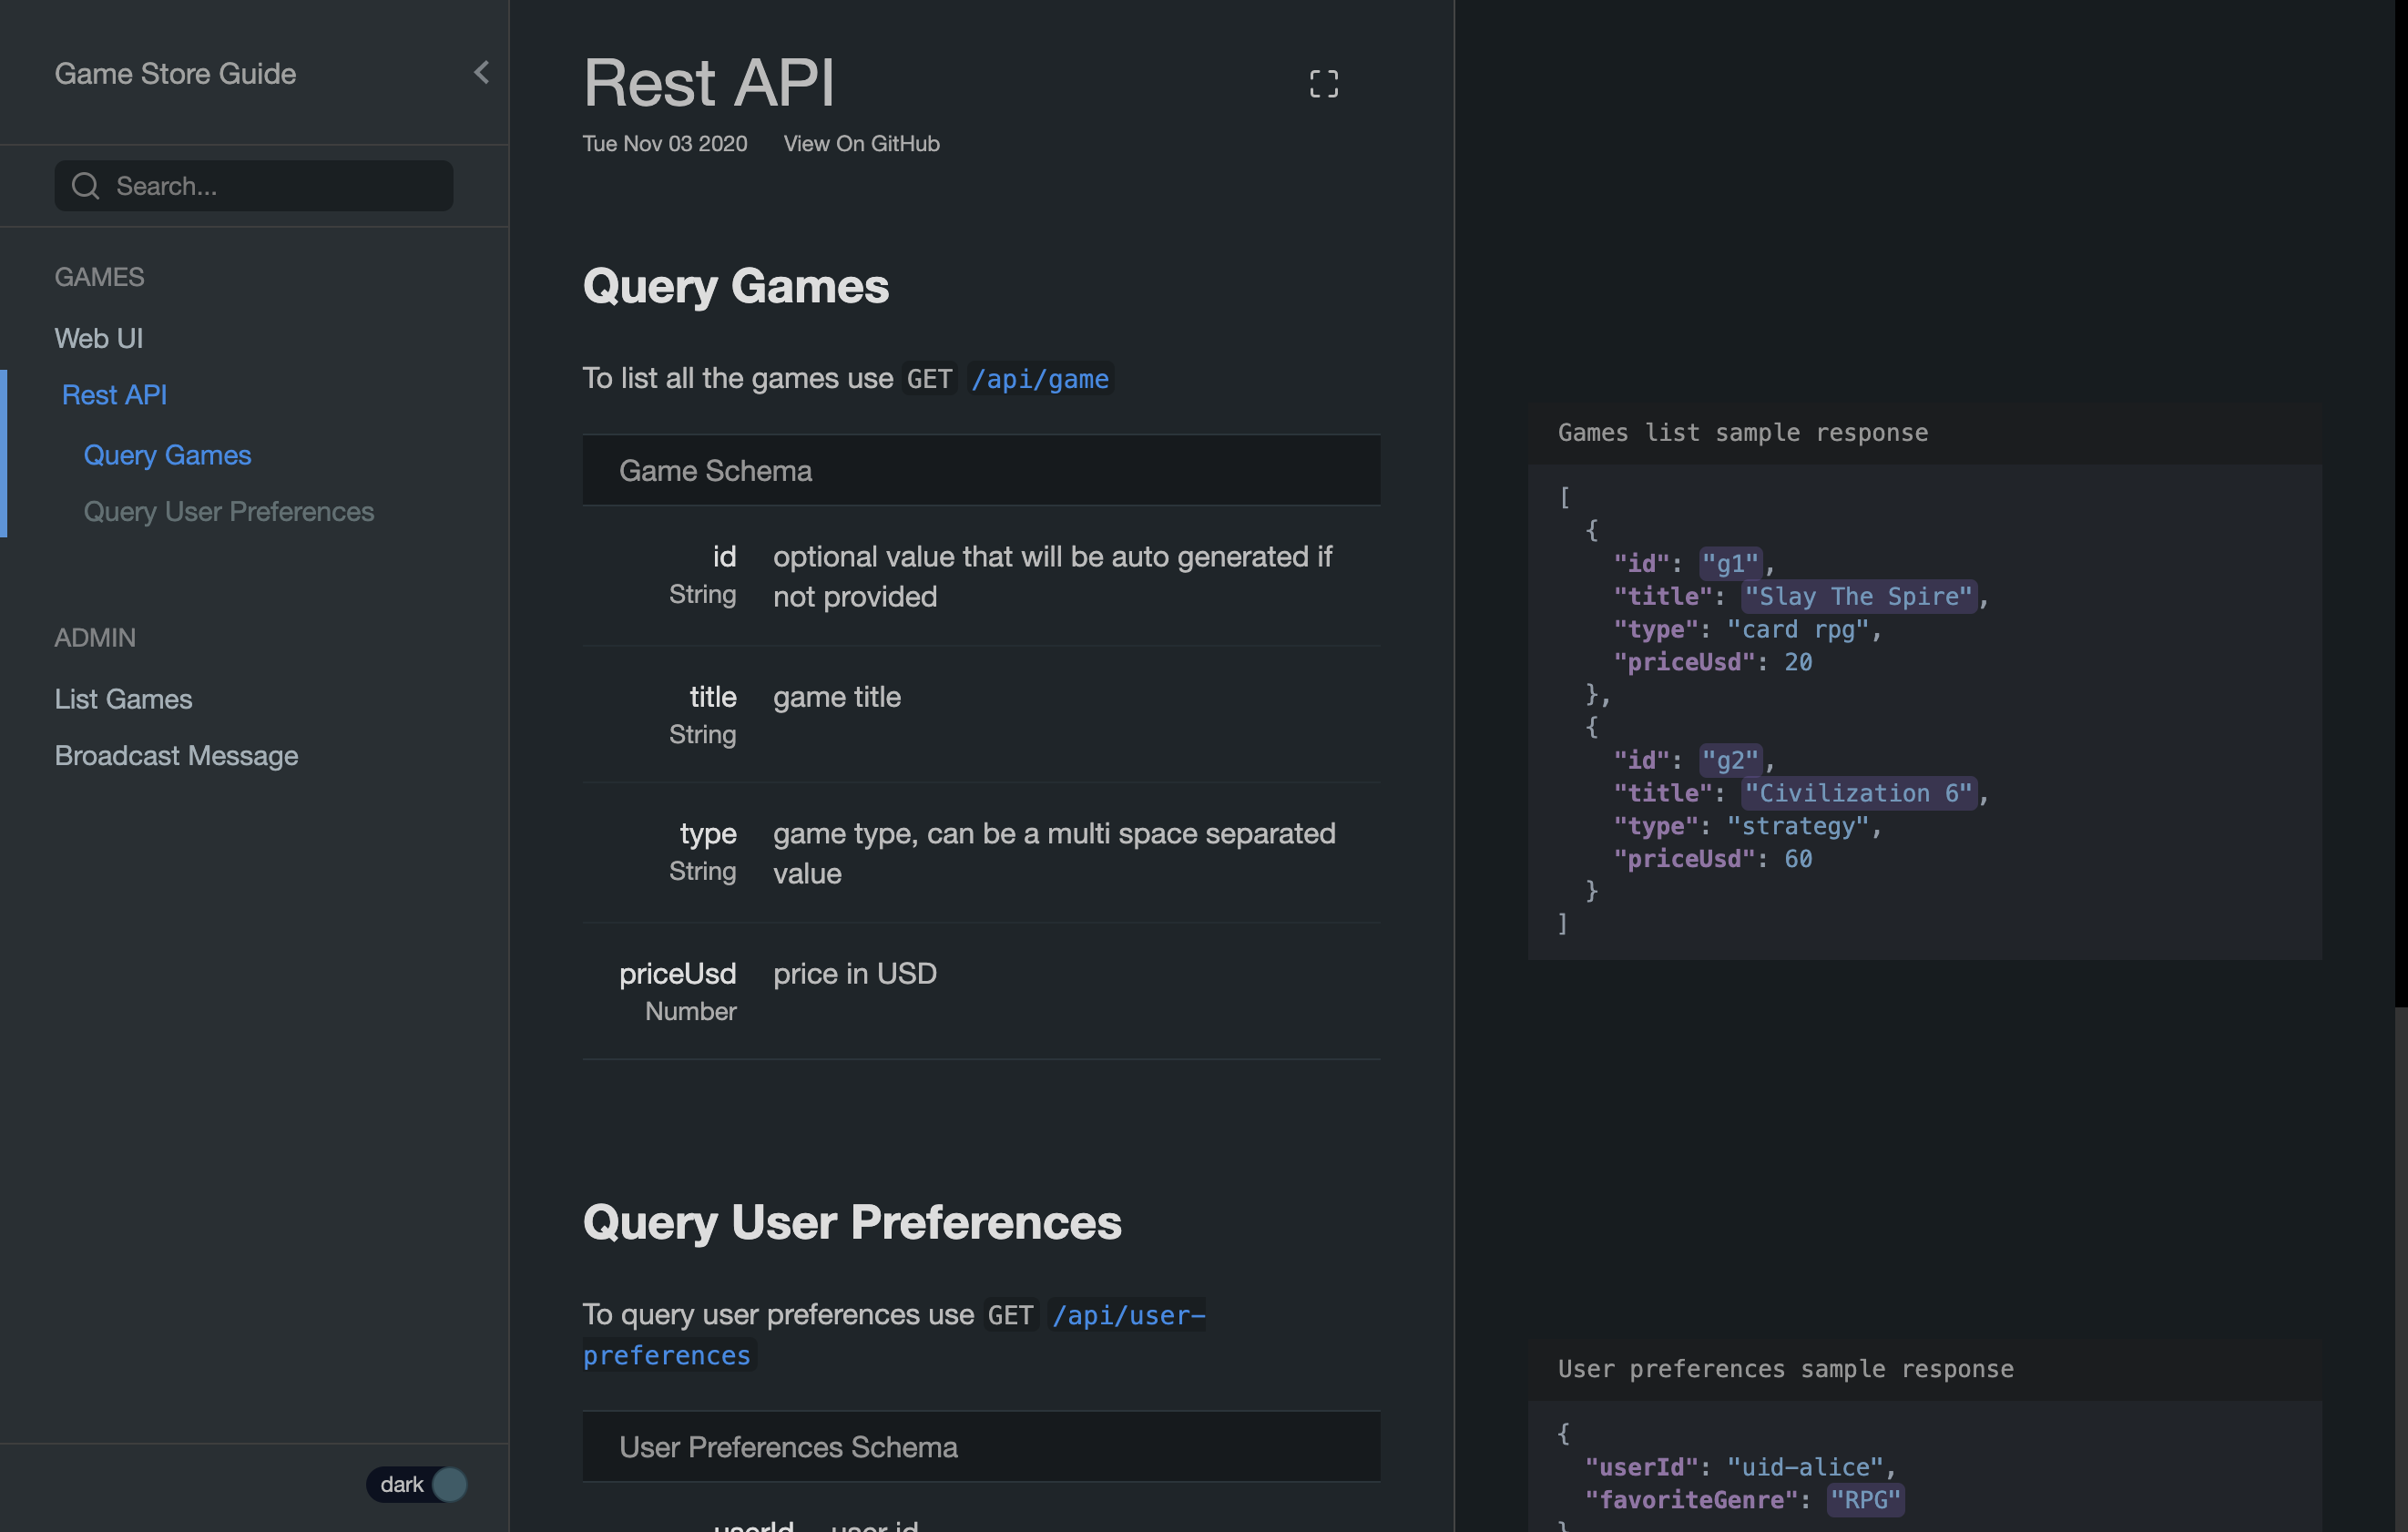 Game Store Guide
Search...
GAMES
Web UI
Rest API
Query Games
Query User Preferences
ADMIN
List Games
Broadcast Message
dark
Rest API
Tue Nov 03 2020 View On GitHub
Query Games
To list all the games use GET /api/game
Game Schema
id optional value that will be auto generated if
String not provided
title game title
String
type game type, can be a multi space separated
String value
priceUsd price in USD
Number
Query User Preferences
To query user preferences use GET /api/user-
preferences
User Preferences Schema
userId user id
Games list sample response
[
{
"id": "g1",
"title": "Slay The Spire",
"type": "card rpg",
"priceUsd": 20
},
{
"id": "g2",
"title": "Civilization 6",
"type": "strategy",
"priceUsd": 60
}
]
User preferences sample response
{
"userId": "uid-alice",
"favoriteGenre": "RPG"
}